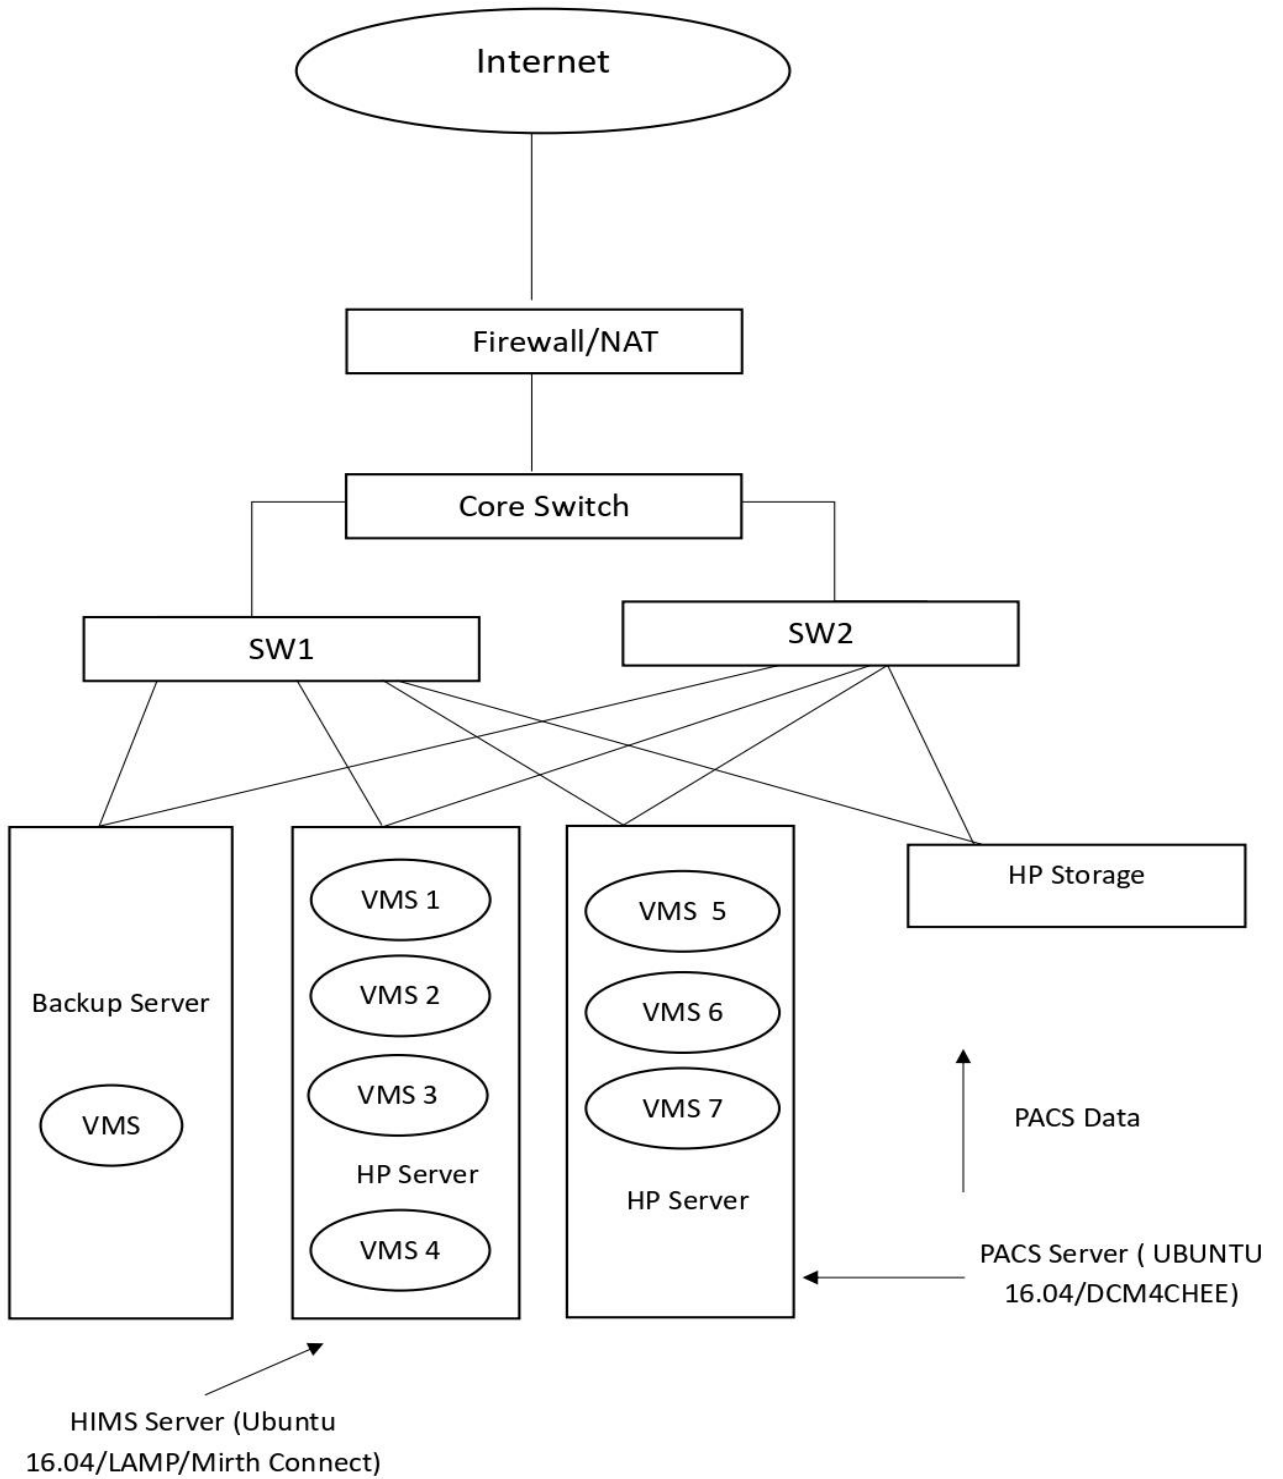 Internet
Firewall/NAT
Core Switch
SW1
SW2
Backup Server
VMS
VMS 1
VMS 2
VMS 3
HP Server
VMS 4
VMS  5
VMS 6
VMS 7
HP Server
HP Storage
PACS Data
PACS Server ( UBUNTU
16.04/DCM4CHEE)
HIMS Server (Ubuntu
16.04/LAMP/Mirth Connect)